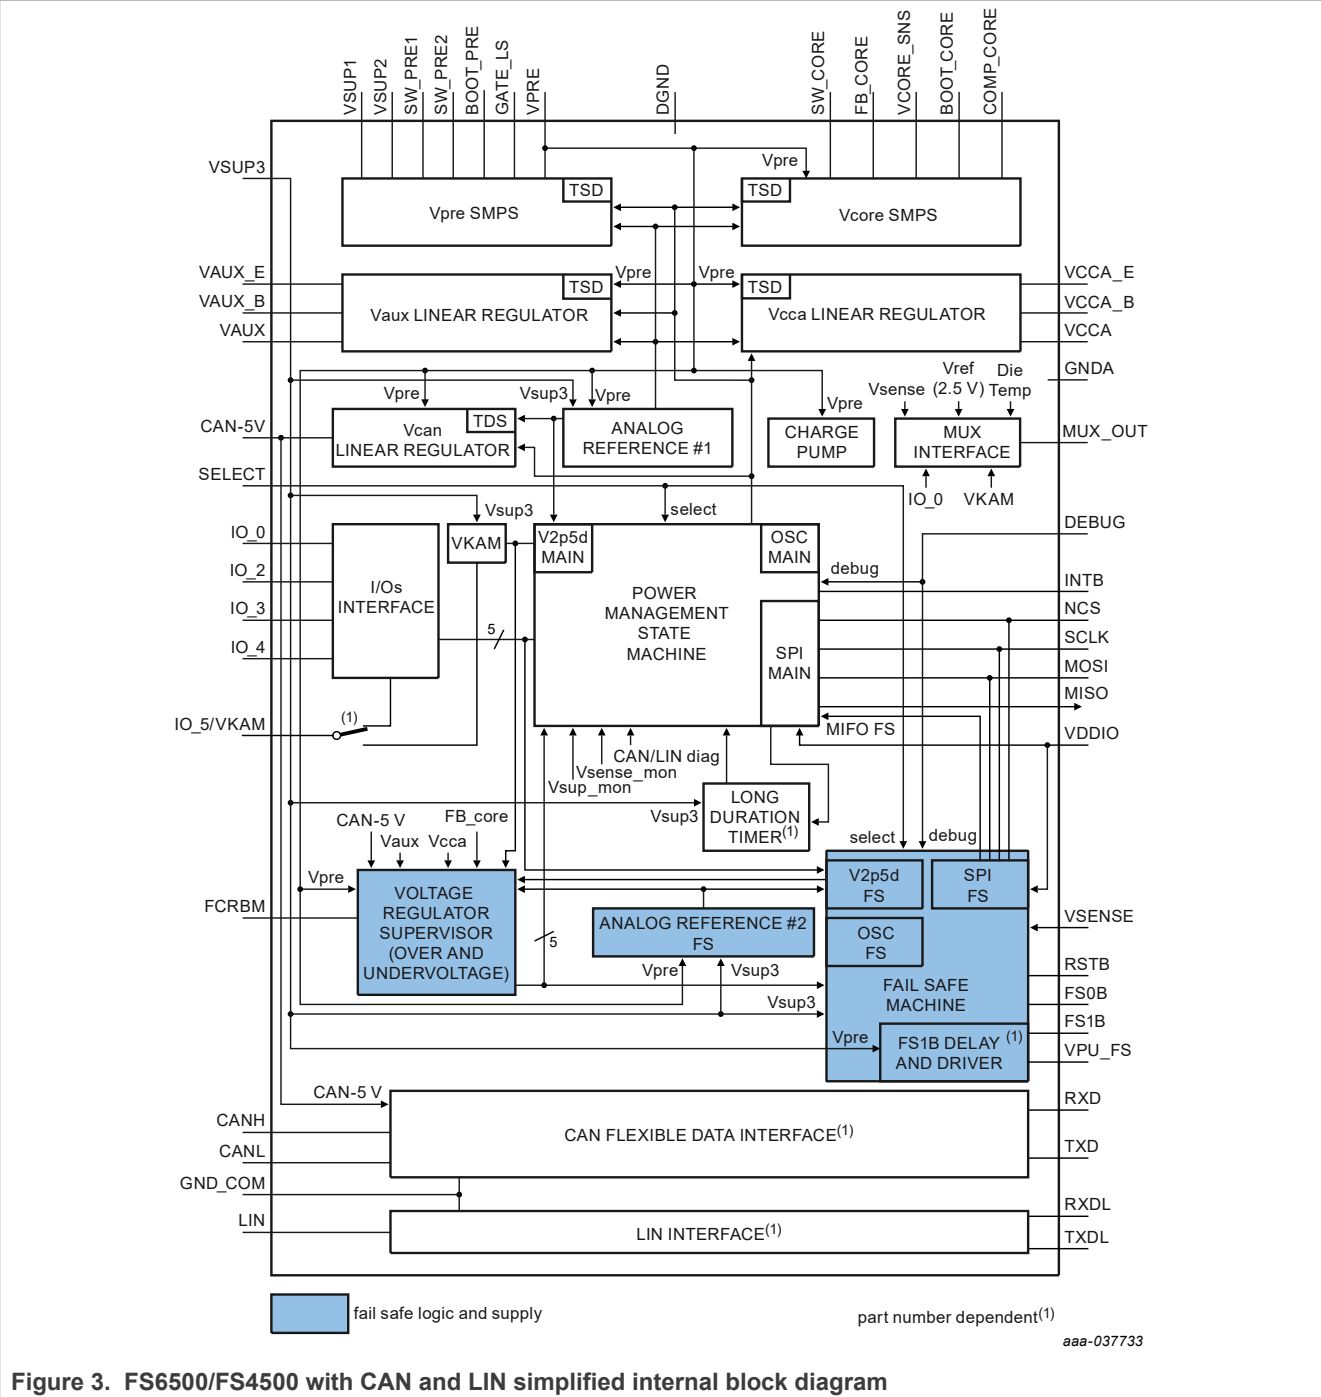 VSUP1
VSUP2
SW_PRE1
SW_PRE2
BOOT_PRE
GATE_LS
VPRE
DGND
SW_CORE
FB_CORE
VCORE_SNS
BOOT_CORE
COMP_CORE
VSUP3
Vpre
TSD
Vpre SMPS
TSD
Vcore SMPS
VAUX_E
VAUX_B
VAUX
TSD
Vaux LINEAR REGULATOR
Vpre
Vpre
TSD
Vcca LINEAR REGULATOR
VCCA_E
VCCA_B
VCCA
GNDA
Vpre
Vsup3
Vpre
Vpre
Vsense
Vref
(2.5 V)
Die
Temp
CAN-5V
TDS
Vcan
LINEAR REGULATOR
ANALOG
REFERENCE #1
CHARGE
PUMP
MUX
INTERFACE
MUX_OUT
SELECT
IO_0
VKAM
Vsup3
select
DEBUG
IO_0
IO_2
IO_3
IO_4
I/Os
INTERFACE
VKAM
V2p5d
MAIN
OSC
MAIN
POWER
MANAGEMENT
STATE
MACHINE
SPI
MAIN
5
debug
INTB
NCS
SCLK
MOSI
MISO
MIFO FS
VDDIO
IO_5/VKAM
(1)
CAN/LIN diag
Vsense_mon
Vsup_mon
Vsup3
LONG
DURATION
TIMER(1)
CAN-5 V
Vaux
Vcca
FB_core
select
debug
Vpre
FCRBM
VOLTAGE
REGULATOR
SUPERVISOR
(OVER AND
UNDERVOLTAGE)
5
ANALOG REFERENCE #2
FS
Vpre
Vsup3
Vsup3
V2p5d
FS
SPI
FS
OSC
FS
FAIL SAFE
MACHINE
Vpre
FS1B DELAY (1)
AND DRIVER
VSENSE
RSTB
FS0B
FS1B
VPU_FS
CAN-5 V
CANH
CANL
CAN FLEXIBLE DATA INTERFACE(1)
RXD
TXD
GND_COM
LIN
LIN INTERFACE(1)
RXDL
TXDL
fail safe logic and supply
part number dependent(1)
aaa-037733
Figure 3. FS6500/FS4500 with CAN and LIN simplified internal block diagram